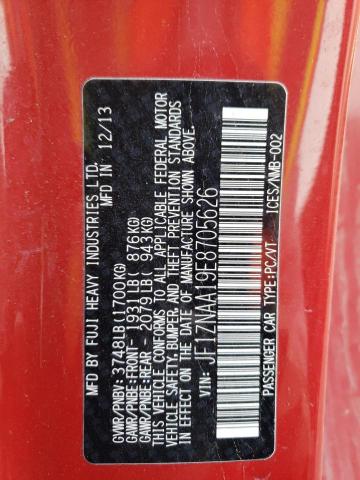 MFD BY FUJI HEAVY INDUSTRIES LTD.
MFD IN 12/13
GVWR/PNBV: 3748LB(1700KG)
GAWR/PNBE:FRONT- 1931LB( 876KG)
GAWR/PNBE:REAR- 2079LB( 943KG)
THIS VEHICLE CONFORMS TO ALL APPLICABLE FEDERAL MOTOR
VEHICLE SAFETY,BUMPER,AND THEFT PREVENTION STANDARDS
IN EFFECT ON THE DATE OF MANUFACTURE SHOWN ABOVE.
VIN: JF1ZNAA19E8705626
PASSENGER CAR TYPE:PC/VT
ICES/NMB-002